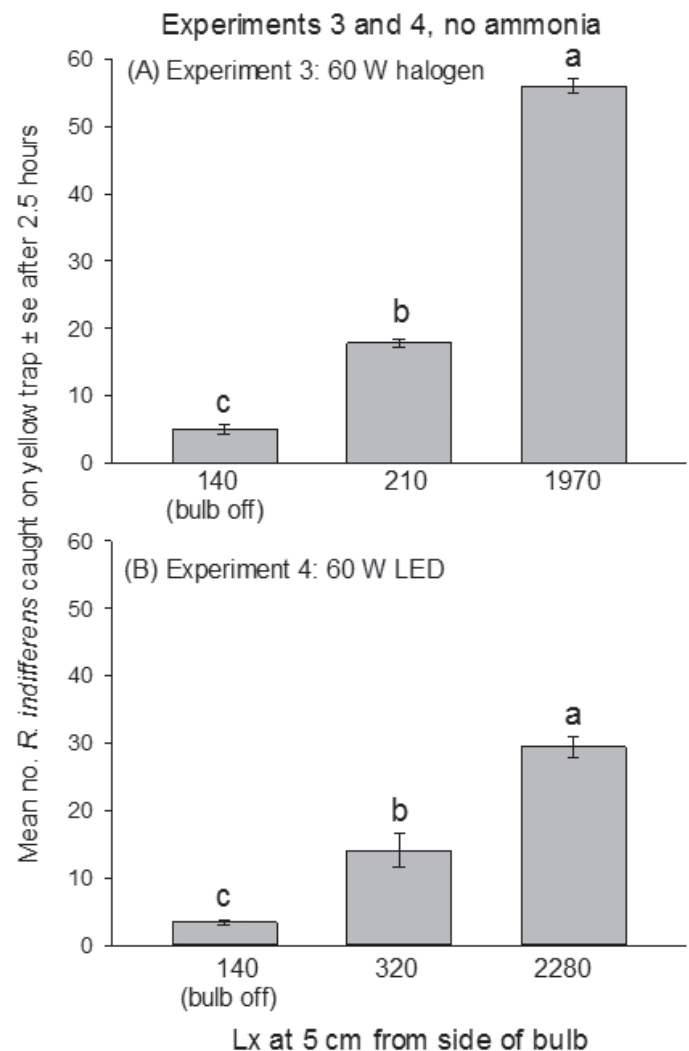 Experiments 3 and 4, no ammonia
Mean no. R. indifferens caught on yellow trap ± se after 2.5 hours
(A) Experiment 3: 60 W halogen
60
50
40
30
20
10
0
c
b
a
140
(bulb off)
210
1970
(B) Experiment 4: 60 W LED
60
50
40
30
20
10
0
c
b
a
140
(bulb off)
320
2280
Lx at 5 cm from side of bulb